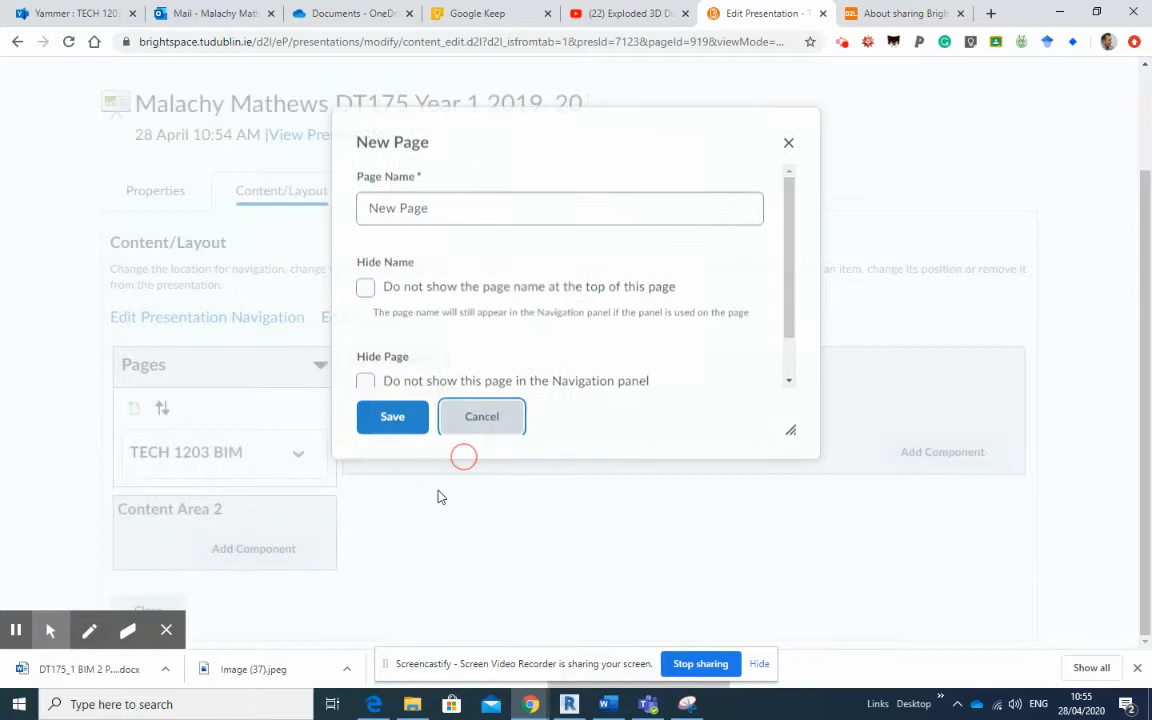 Yammer : TECH 120:
Mail - Malachy Mathews
Documents - OneDr
Google Keep
(22) Exploded 3D Di
Edit Presentation - T
About sharing Brigh
brightspace.tudublin.ie/d2l/eP/presentations/modify/content_edit.d2l?d2l_isfromtab=1&presId=7123&pageId=919&viewMode=...
Malachy Mathews DT175 Year 1 2019_20
28 April 10:54 AM |View Pre
New Page
Page Name *
New Page
Properties
Content/Layout
Content/Layout
Change the location for navigation, change
an item, change its position or remove it
from the presentation.
Hide Name
Do not show the page name at the top of this page
The page name will still appear in the Navigation panel if the panel is used on the page
Edit Presentation Navigation
Pages
Hide Page
Do not show this page in the Navigation panel
Save
Cancel
TECH 1203 BIM
Add Component
Content Area 2
Add Component
Close
DT175_1 BIM 2 P....docx
Image (37).jpeg
Screencastify - Screen Video Recorder is sharing your screen.
Stop sharing
Hide
Show all
Type here to search
Links
Desktop
ENG
10:55
28/04/2020
2